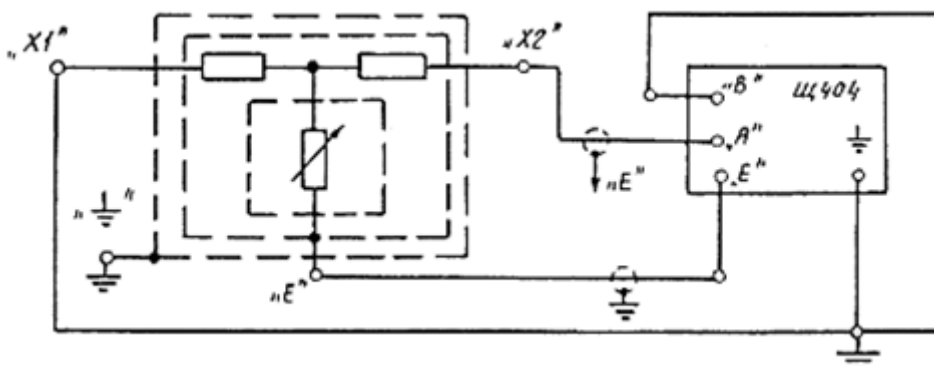 „X1”
„X2”
„B”
Щ404
„A”
„E”
„E”
„ ”
„E”